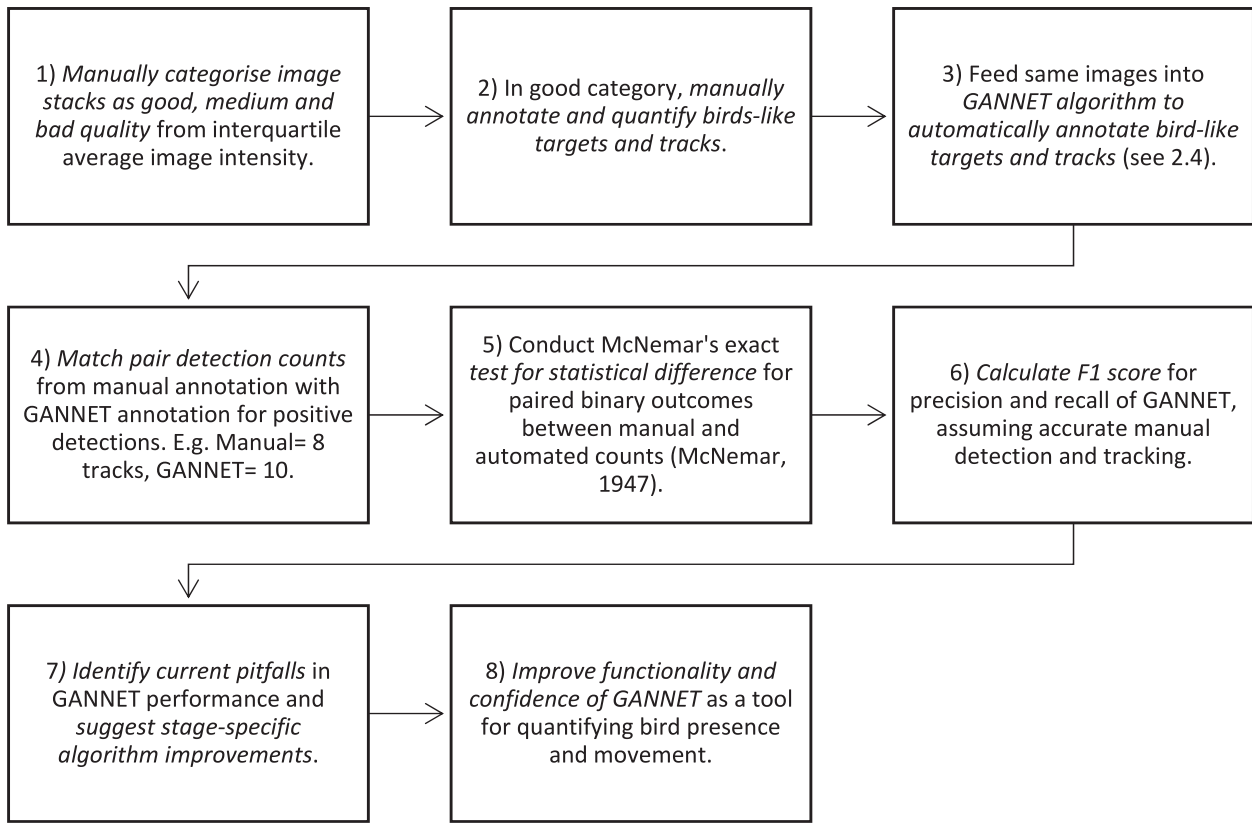 1) Manually categorise image
stacks as good, medium and
bad quality from interquartile
average image intensity.
2) In good category, manually
annotate and quantify birds-like
targets and tracks.
3) Feed same images into
GANNET algorithm to
automatically annotate bird-like
targets and tracks (see 2.4).
4) Match pair detection counts
from manual annotation with
GANNET annotation for positive
detections. E.g. Manual= 8
tracks, GANNET= 10.
5) Conduct McNemar's exact
test for statistical difference for
paired binary outcomes
between manual and
automated counts (McNemar,
1947).
6) Calculate F1 score for
precision and recall of GANNET,
assuming accurate manual
detection and tracking.
7) Identify current pitfalls in
GANNET performance and
suggest stage-specific
algorithm improvements.
8) Improve functionality and
confidence of GANNET as a tool
for quantifying bird presence
and movement.